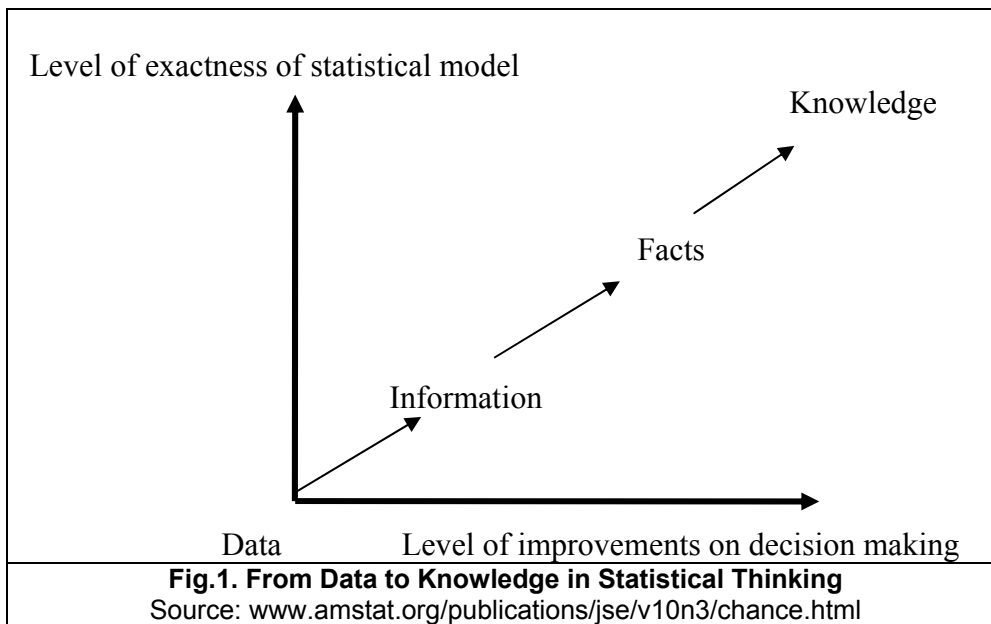 Level of exactness of statistical model
Knowledge
Facts
Information
Data Level of improvements on decision making
Fig.1. From Data to Knowledge in Statistical Thinking
Source: www.amstat.org/publications/jse/v10n3/chance.html